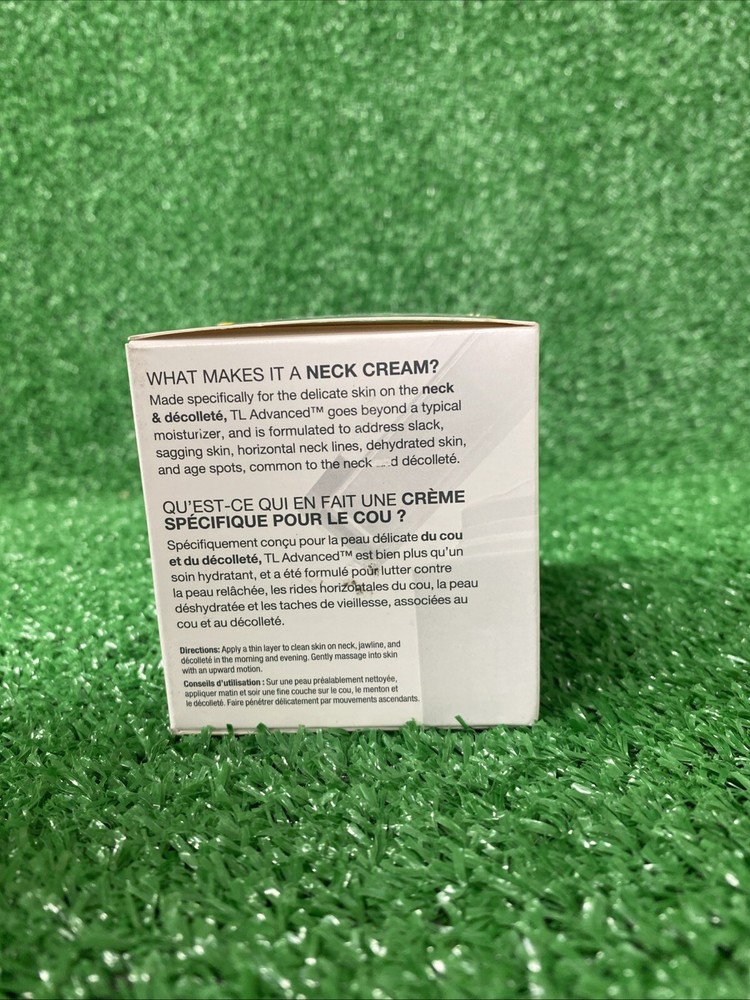 WHAT MAKES IT A NECK CREAM?
Made specifically for the delicate skin on the neck
& décolleté, TL Advanced™ goes beyond a typical
moisturizer, and is formulated to address slack,
sagging skin, horizontal neck lines, dehydrated skin,
and age spots, common to the neck d décolleté.
QU'EST-CE QUI EN FAIT UNE CRÈME
SPÉCIFIQUE POUR LE COU ?
Spécifiquement conçu pour la peau délicate du cou
et du décolleté, TL Advanced™ est bien plus qu'un
soin hydratant, et a été formulé pour lutter contre
la peau relâchée, les rides horizontales du cou, la peau
déshydratée et les taches de vieillesse, associées au
cou et au décolleté.
Directions: Apply a thin layer to clean skin on neck, jawline, and
décolleté in the morning and evening. Gently massage into skin
with an upward motion.
Conseils d'utilisation : Sur une peau préalablement nettoyée,
appliquer matin et soir une fine couche sur le cou, le menton et
le décolleté. Faire pénétrer délicatement par mouvements ascendants.